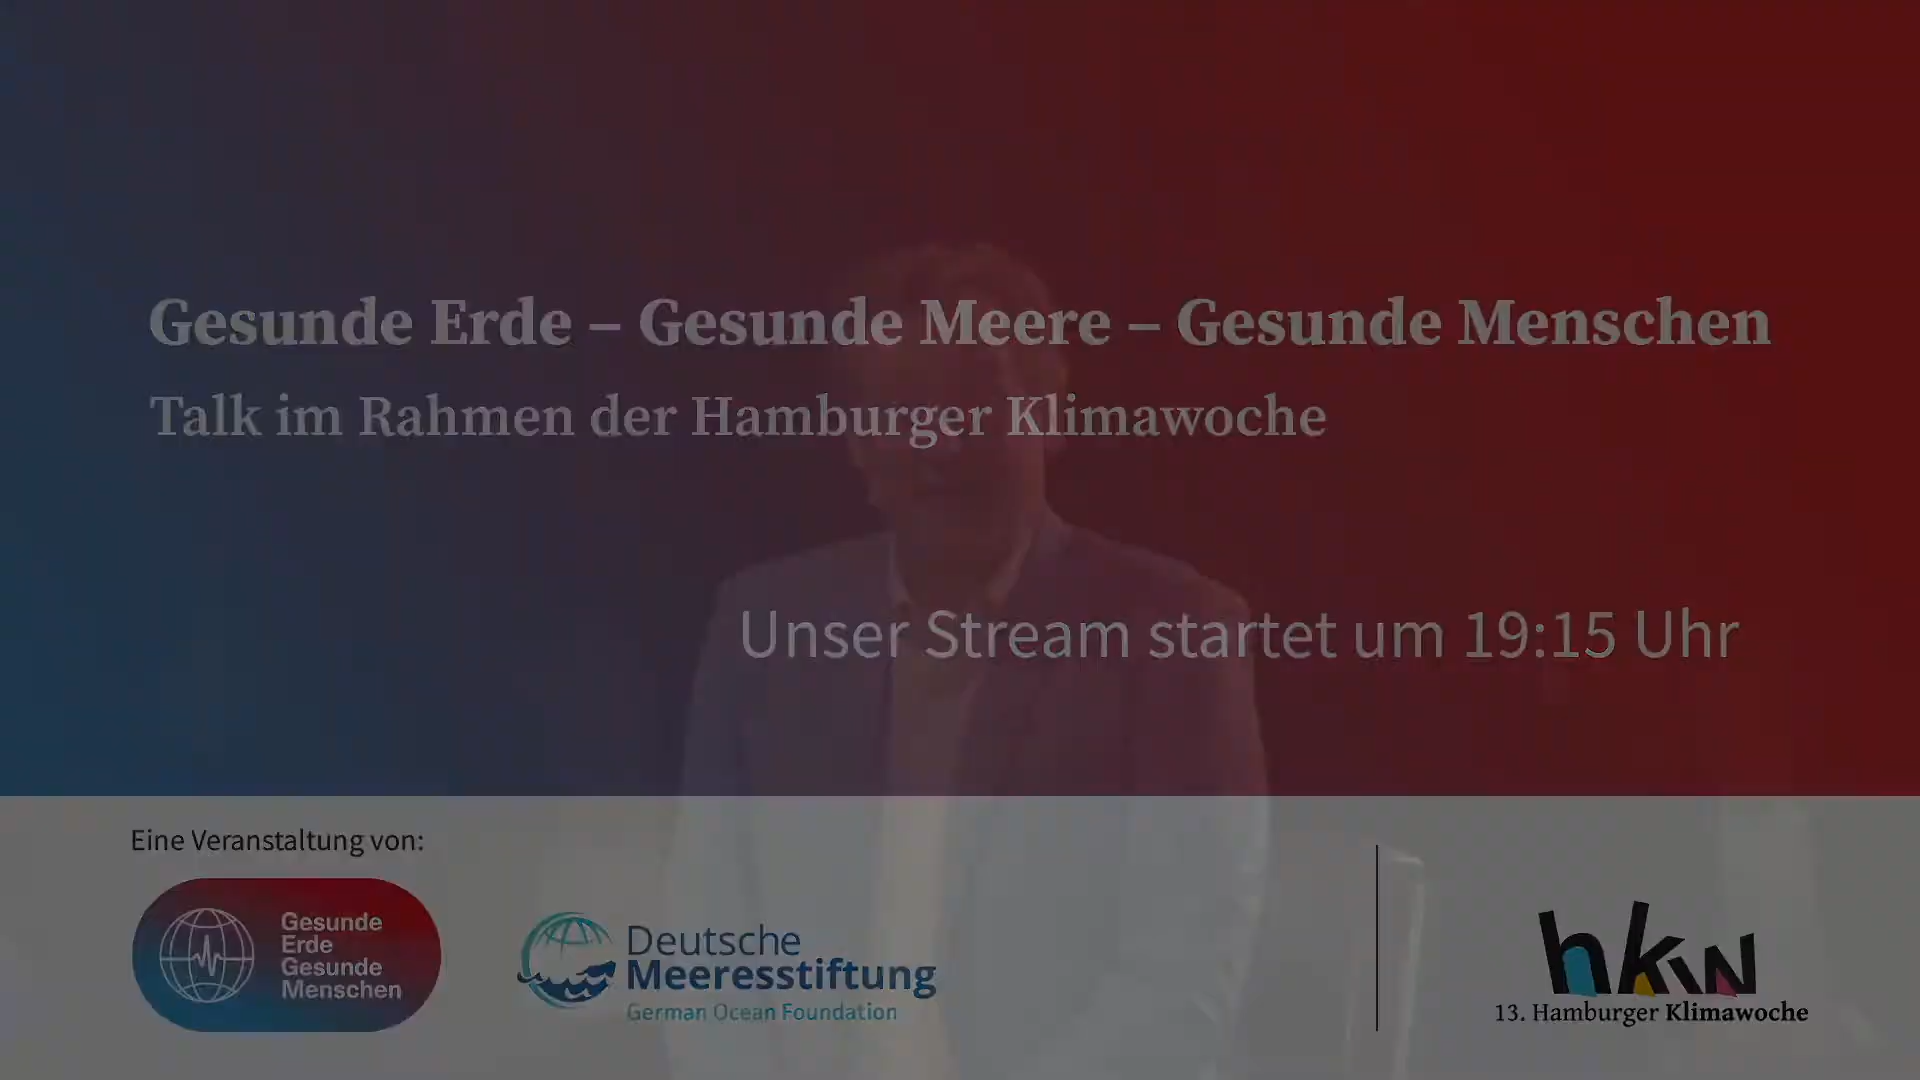 Gesunde Erde – Gesunde Meere – Gesunde Menschen
Talk im Rahmen der Hamburger Klimawoche
Unser Stream startet um 19:15 Uhr
Eine Veranstaltung von:
Gesunde
Erde
Gesunde
Menschen
Deutsche
Meeresstiftung
German Ocean Foundation
hkw
13. Hamburger Klimawoche